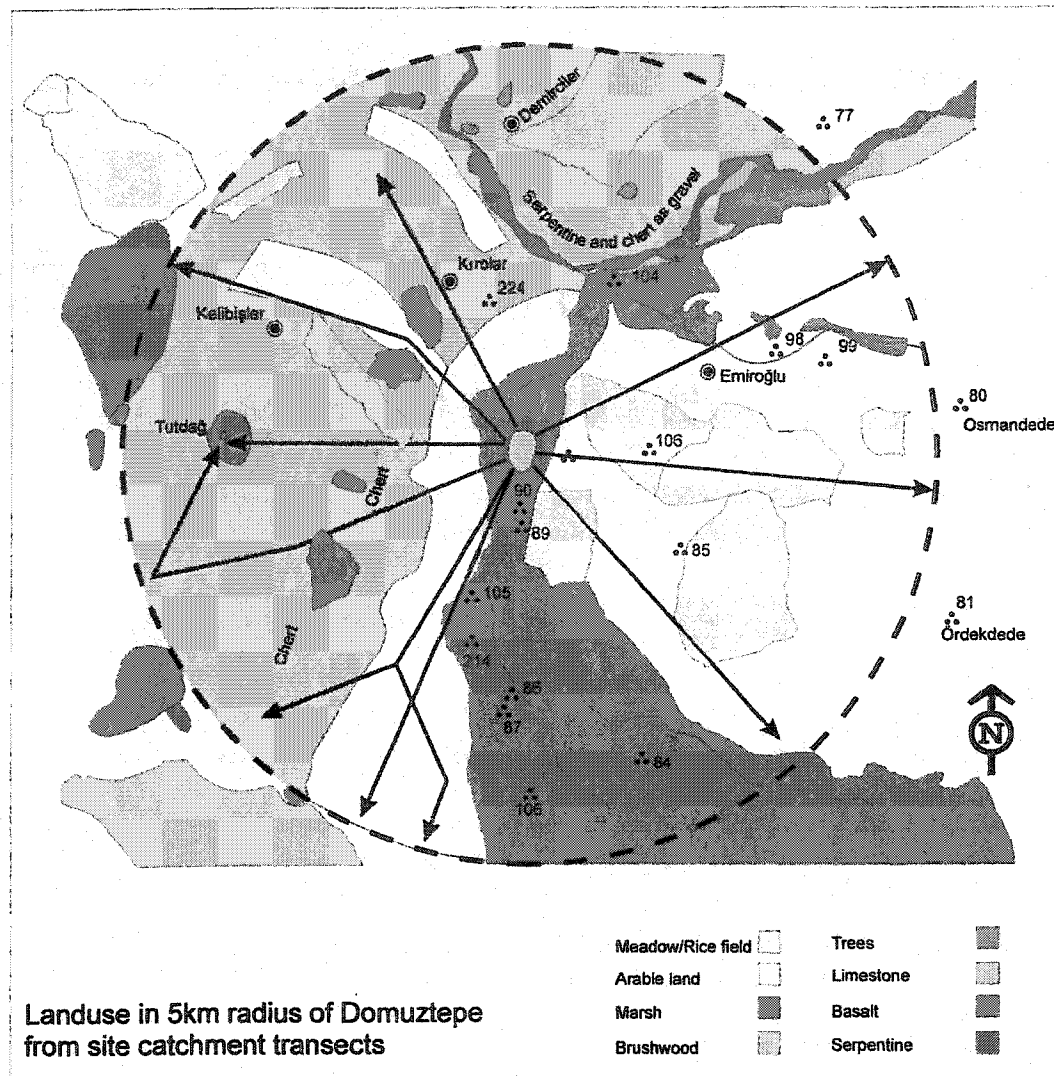 77
Demirciler
Serpentine and chert as gravel
Kırolar
224
104
Kelibişler
98
99
Emiroğlu
80
Osmandede
Tutdağ
106
Chert
90
89
85
105
81
Ördekdede
Chert
214
86
87
N
84
106
Meadow/Rice field
Trees
Arable land
Limestone
Marsh
Basalt
Brushwood
Serpentine
Landuse in 5km radius of Domuztepe
from site catchment transects